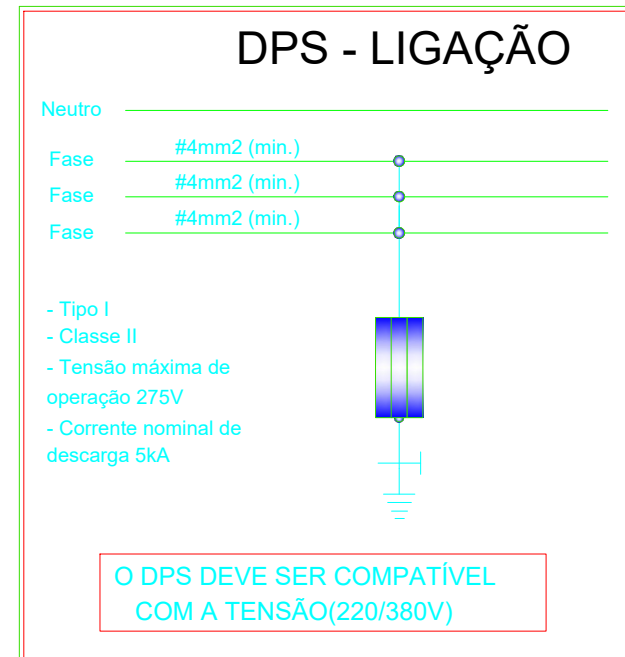 DPS - LIGAÇÃO
Neutro
Fase #4mm2 (min.)
Fase #4mm2 (min.)
Fase #4mm2 (min.)
- Tipo I
- Classe II
- Tensão máxima de
operação 275V
- Corrente nominal de
descarga 5kA
O DPS DEVE SER COMPATÍVEL
COM A TENSÃO(220/380V)